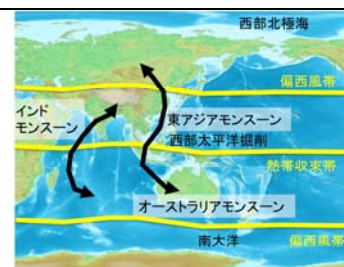 西部北極海
偏西風帯
インド
モンスーン
東アジアモンスーン
西部太平洋掘削
熱帯収束帯
オーストラリアモンスーン
南大洋
偏西風帯